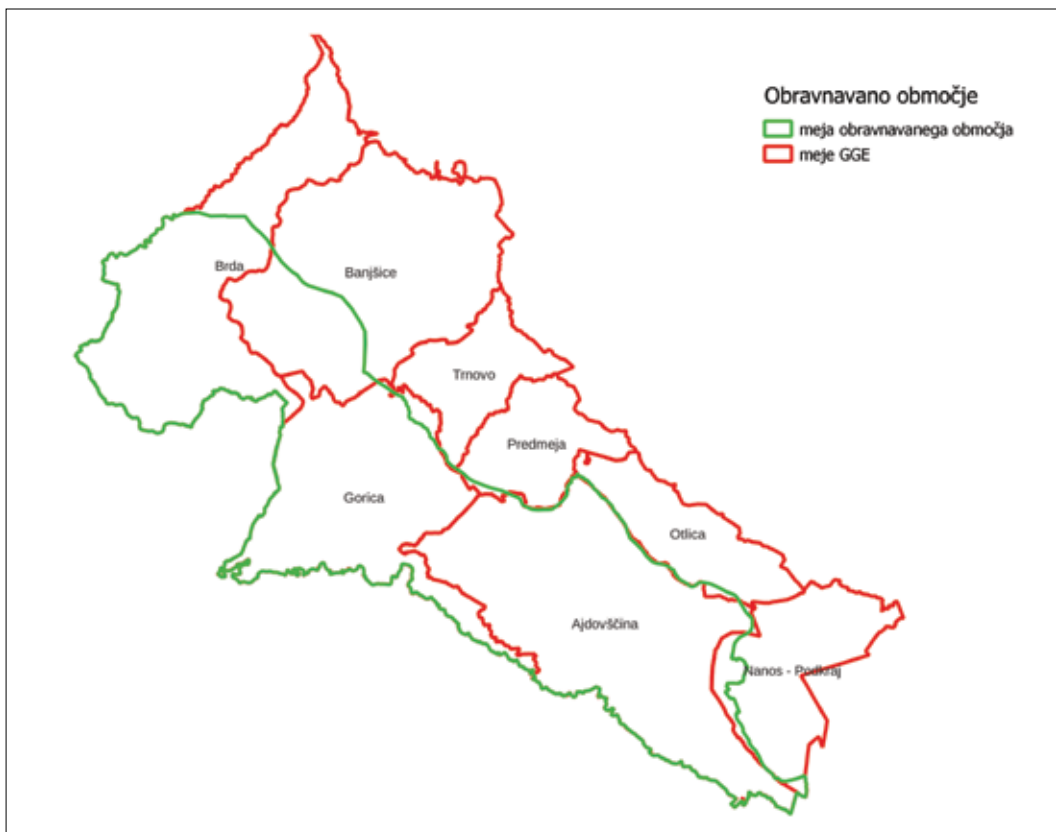 Obravnavano območje
meja obravnavanega območja
meje GGE
Brda
Banjšice
Trnovo
Predmeja
Gorica
Otlica
Ajdovščina
Nanos - Podkraj